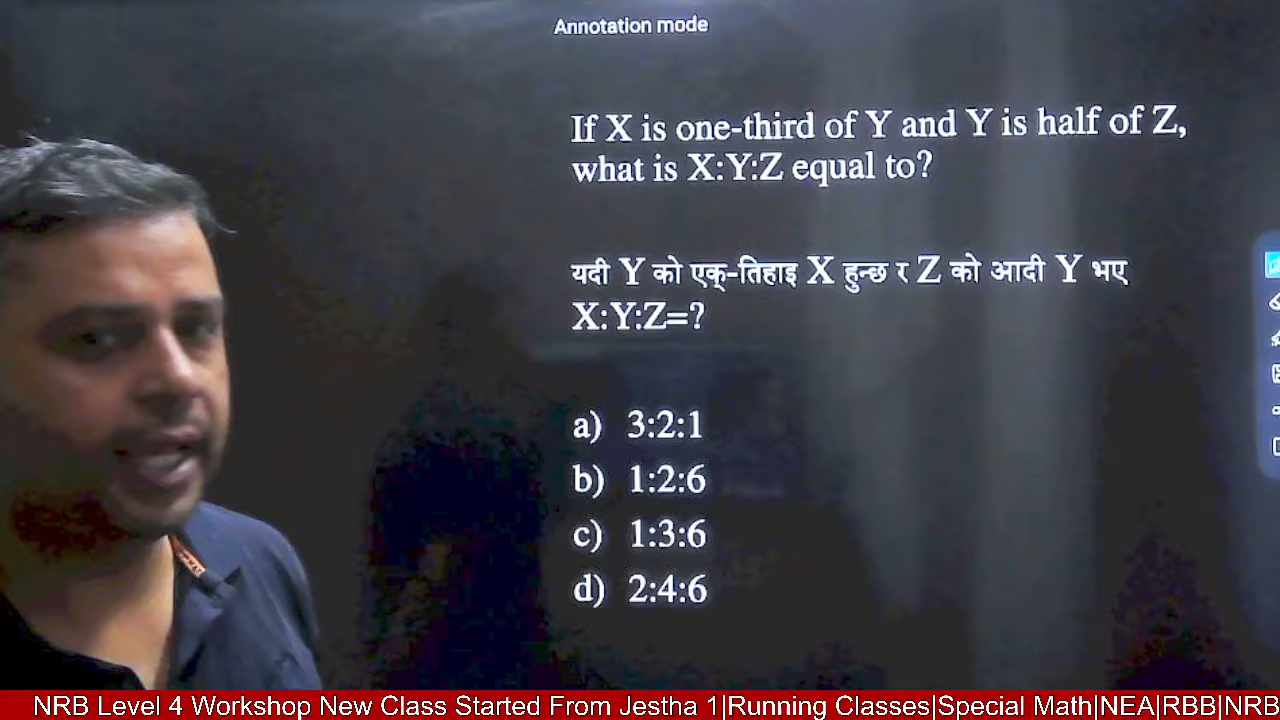 Annotation mode
If X is one-third of Y and Y is half of Z,
what is X:Y:Z equal to?
यदी Y को एक्-तिहाइ X हुन्छ र Z को आदी Y भए
X:Y:Z=?
a) 3:2:1
b) 1:2:6
c) 1:3:6
d) 2:4:6
NRB Level 4 Workshop New Class Started From Jestha 1|Running Classes|Special Math|NEA|RBB|NRB